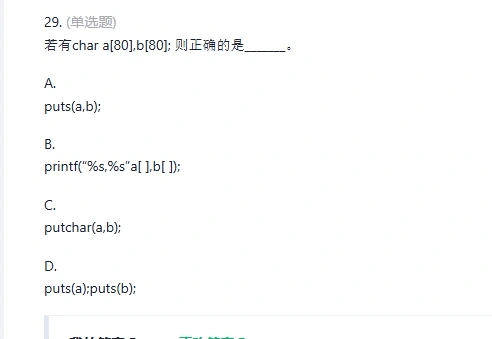 29. (单选题)
若有char a[80],b[80]; 则正确的是______。
A.
puts(a,b);
B.
printf("%s,%s"a[ ],b[ ]);
C.
putchar(a,b);
D.
puts(a);puts(b);